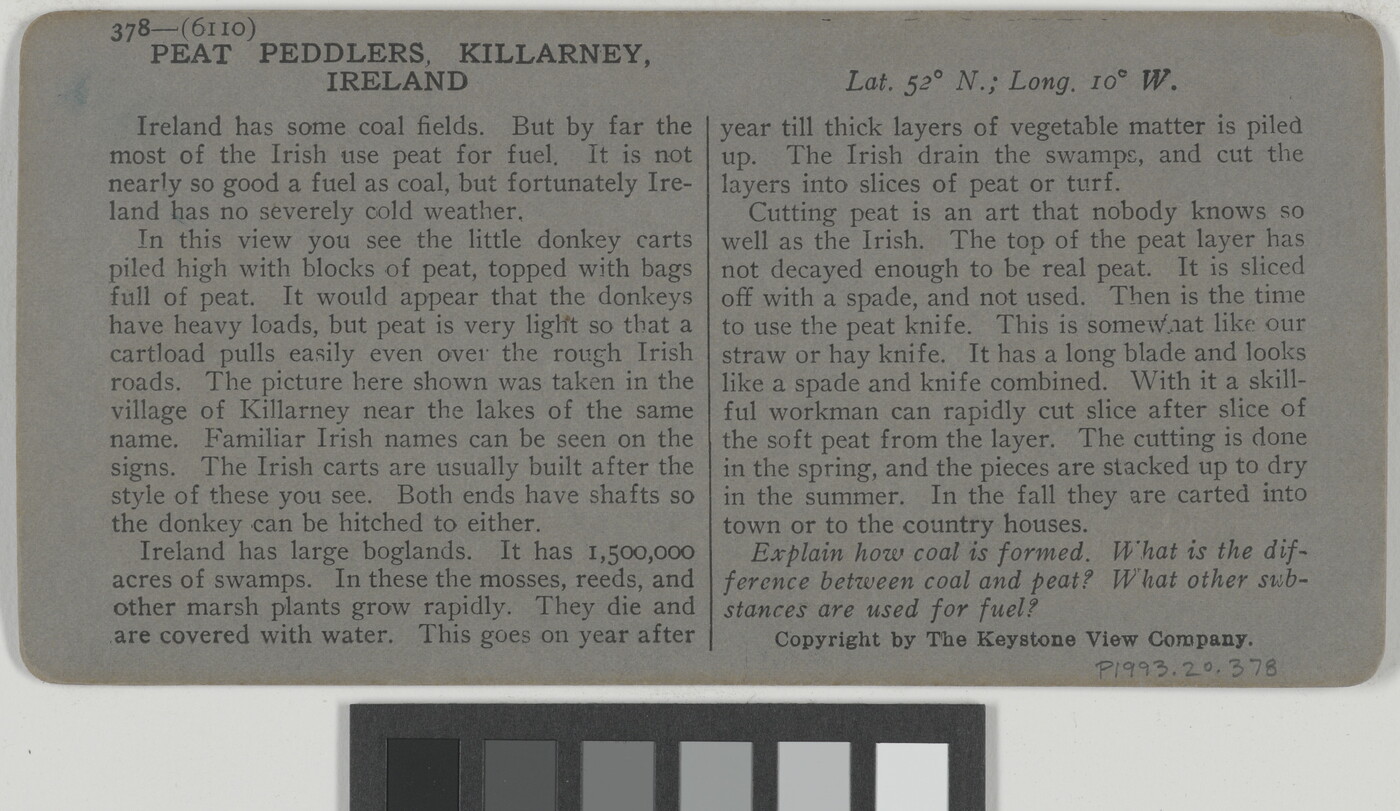 378—(6110)
PEAT PEDDLERS, KILLARNEY,
IRELAND
Lat. 52° N.; Long. 10° W.
Ireland has some coal fields. But by far the
most of the Irish use peat for fuel. It is not
nearly so good a fuel as coal, but fortunately Ire-
land has no severely cold weather.
In this view you see the little donkey carts
piled high with blocks of peat, topped with bags
full of peat. It would appear that the donkeys
have heavy loads, but peat is very light so that a
cartload pulls easily even over the rough Irish
roads. The picture here shown was taken in the
village of Killarney near the lakes of the same
name. Familiar Irish names can be seen on the
signs. The Irish carts are usually built after the
style of these you see. Both ends have shafts so
the donkey can be hitched to either.
Ireland has large boglands. It has 1,500,000
acres of swamps. In these the mosses, reeds, and
other marsh plants grow rapidly. They die and
are covered with water. This goes on year after
year till thick layers of vegetable matter is piled
up. The Irish drain the swamps, and cut the
layers into slices of peat or turf.
Cutting peat is an art that nobody knows so
well as the Irish. The top of the peat layer has
not decayed enough to be real peat. It is sliced
off with a spade, and not used. Then is the time
to use the peat knife. This is somewhat like our
straw or hay knife. It has a long blade and looks
like a spade and knife combined. With it a skill-
ful workman can rapidly cut slice after slice of
the soft peat from the layer. The cutting is done
in the spring, and the pieces are stacked up to dry
in the summer. In the fall they are carted into
town or to the country houses.
Explain how coal is formed. What is the dif-
ference between coal and peat? What other sub-
stances are used for fuel?
Copyright by The Keystone View Company.
P1993.20.378